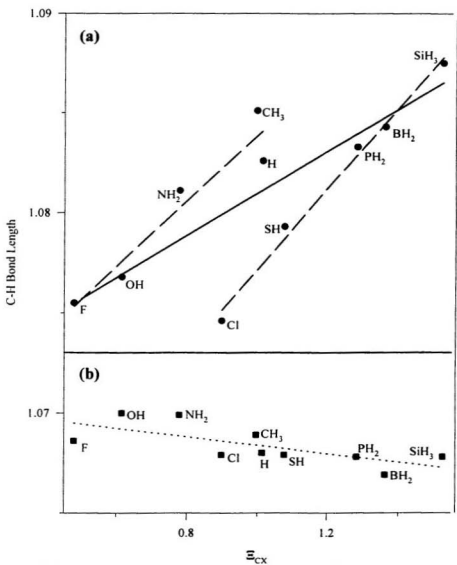 1.09
(a)
SiH3
CH3
BH2
H
PH2
NH2
1.08
SH
OH
F
Cl
C-H Bond Length
(b)
1.07
OH
NH2
CH3
PH2
SiH3
F
Cl
H
SH
BH2
0.8
1.2
ΞCX